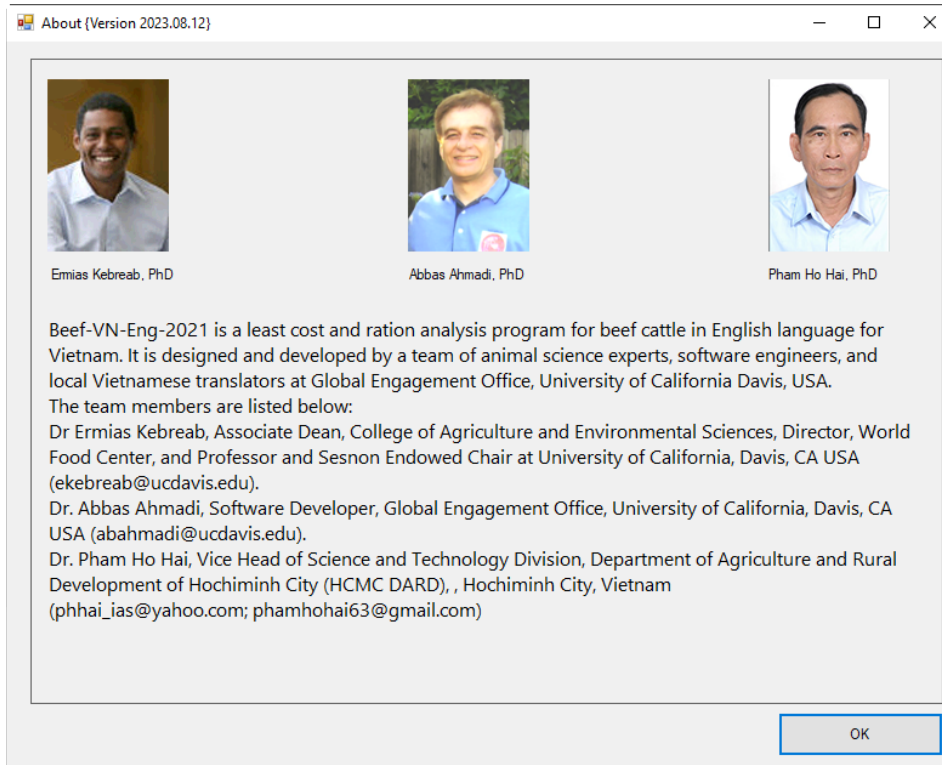 About {Version 2023.08.12}
Ermias Kebreab, PhD
Abbas Ahmadi, PhD
Pham Ho Hai, PhD
Beef-VN-Eng-2021 is a least cost and ration analysis program for beef cattle in English language for
Vietnam. It is designed and developed by a team of animal science experts, software engineers, and
local Vietnamese translators at Global Engagement Office, University of California Davis, USA.
The team members are listed below:
Dr Ermias Kebreab, Associate Dean, College of Agriculture and Environmental Sciences, Director, World
Food Center, and Professor and Sesnon Endowed Chair at University of California, Davis, CA USA
(ekebreab@ucdavis.edu).
Dr. Abbas Ahmadi, Software Developer, Global Engagement Office, University of California, Davis, CA
USA (abahmadi@ucdavis.edu).
Dr. Pham Ho Hai, Vice Head of Science and Technology Division, Department of Agriculture and Rural
Development of Hochiminh City (HCMC DARD), , Hochiminh City, Vietnam
(phhai_ias@yahoo.com; phamhohai63@gmail.com)
OK